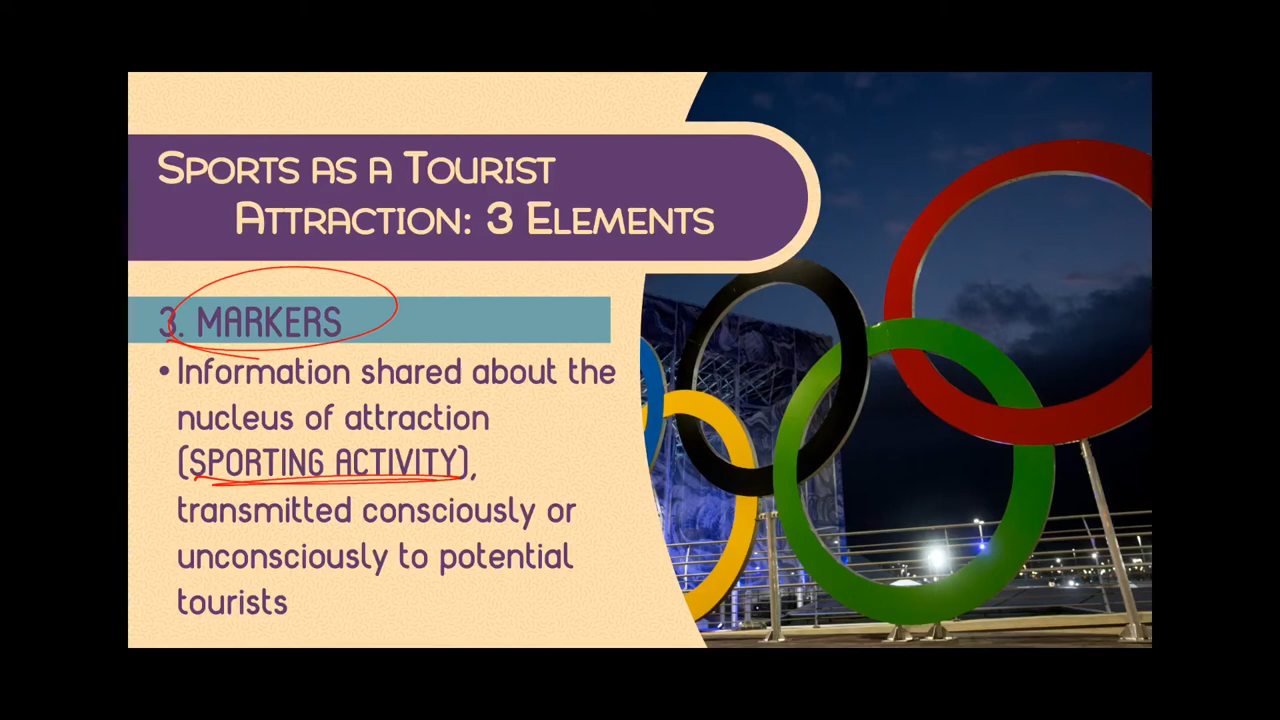 SPORTS AS A TOURIST
ATTRACTION: 3 ELEMENTS
3. MARKERS
• Information shared about the
nucleus of attraction
(SPORTING ACTIVITY),
transmitted consciously or
unconsciously to potential
tourists